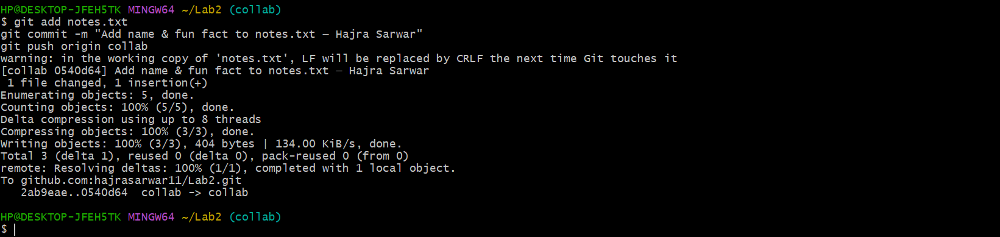 HP@DESKTOP-JFEH5TK MINGW64 ~/Lab2 (collab)
$ git add notes.txt
git commit -m "Add name & fun fact to notes.txt – Hajra Sarwar"
git push origin collab
warning: in the working copy of 'notes.txt', LF will be replaced by CRLF the next time Git touches it
[collab 0540d64] Add name & fun fact to notes.txt – Hajra Sarwar
 1 file changed, 1 insertion(+)
Enumerating objects: 5, done.
Counting objects: 100% (5/5), done.
Delta compression using up to 8 threads
Compressing objects: 100% (3/3), done.
Writing objects: 100% (3/3), 404 bytes | 134.00 KiB/s, done.
Total 3 (delta 1), reused 0 (delta 0), pack-reused 0 (from 0)
remote: Resolving deltas: 100% (1/1), completed with 1 local object.
To github.com:hajrasarwar11/Lab2.git
   2ab9eae..0540d64  collab -> collab
HP@DESKTOP-JFEH5TK MINGW64 ~/Lab2 (collab)
$